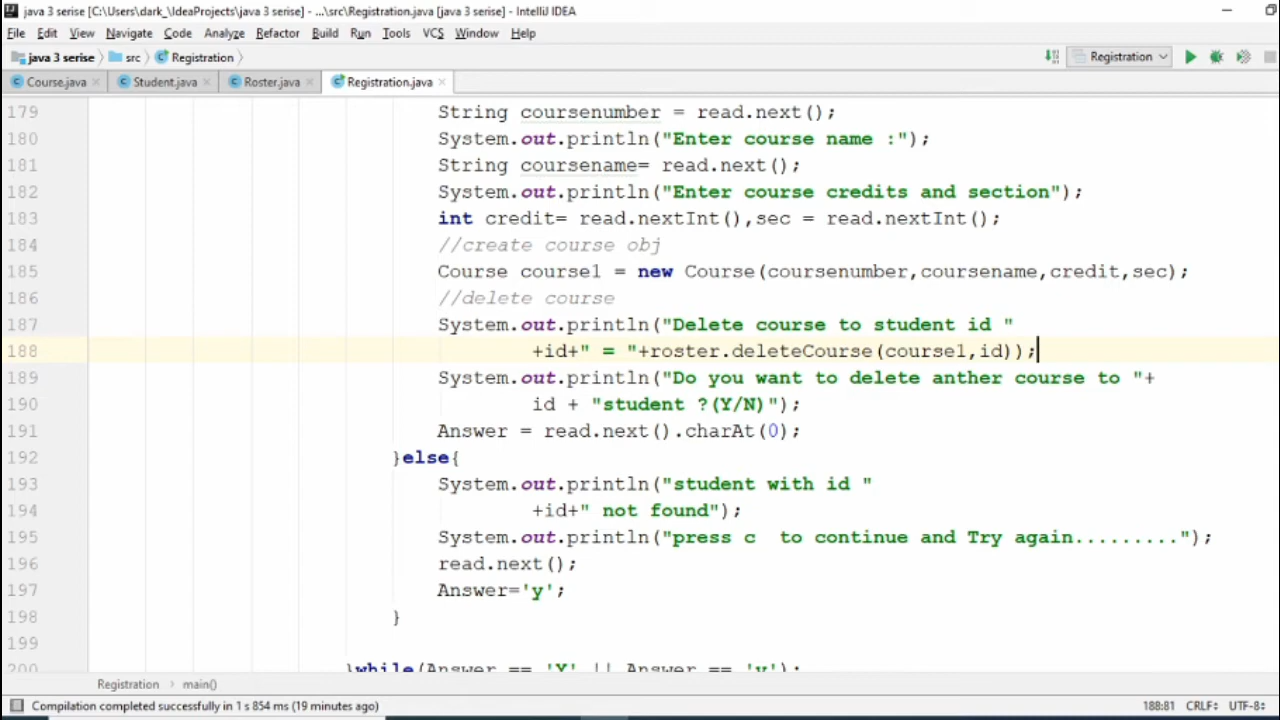 java 3 serise [C:\Users\dark_\IdeaProjects\java 3 serise] - ...\src\Registration.java [java 3 serise] - IntelliJ IDEA
File Edit View Navigate Code Analyze Refactor Build Run Tools VCS Window Help
java 3 serise src Registration Registration
Course.java Student.java Roster.java Registration.java
179 String coursenumber = read.next();
180 System.out.println("Enter course name :");
181 String coursename= read.next();
182 System.out.println("Enter course credits and section");
183 int credit= read.nextInt(),sec = read.nextInt();
184 //create course obj
185 Course course1 = new Course(coursenumber,coursename,credit,sec);
186 //delete course
187 System.out.println("Delete course to student id "
188 +id+" = "+roster.deleteCourse(course1,id));
189 System.out.println("Do you want to delete anther course to "+
190 id + "student ?(Y/N)");
191 Answer = read.next().charAt(0);
192 }else{
193 System.out.println("student with id "
194 +id+" not found");
195 System.out.println("press c  to continue and Try again.........");
196 read.next();
197 Answer='y';
198 }
199
200 }while(Answer == 'Y' || Answer == 'y');
Registration main()
Compilation completed successfully in 1 s 854 ms (19 minutes ago) 188:81 CRLF UTF-8